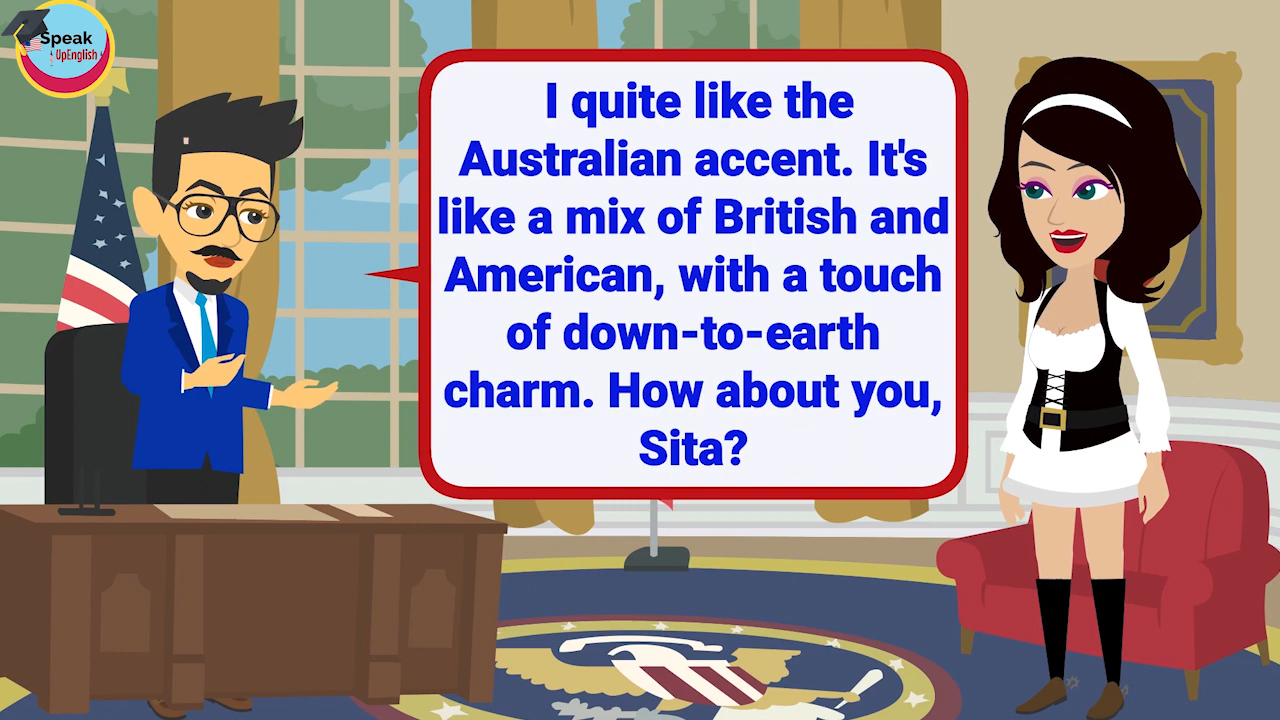 Speak
UpEnglish
I quite like the
Australian accent. It's
like a mix of British and
American, with a touch
of down-to-earth
charm. How about you,
Sita?